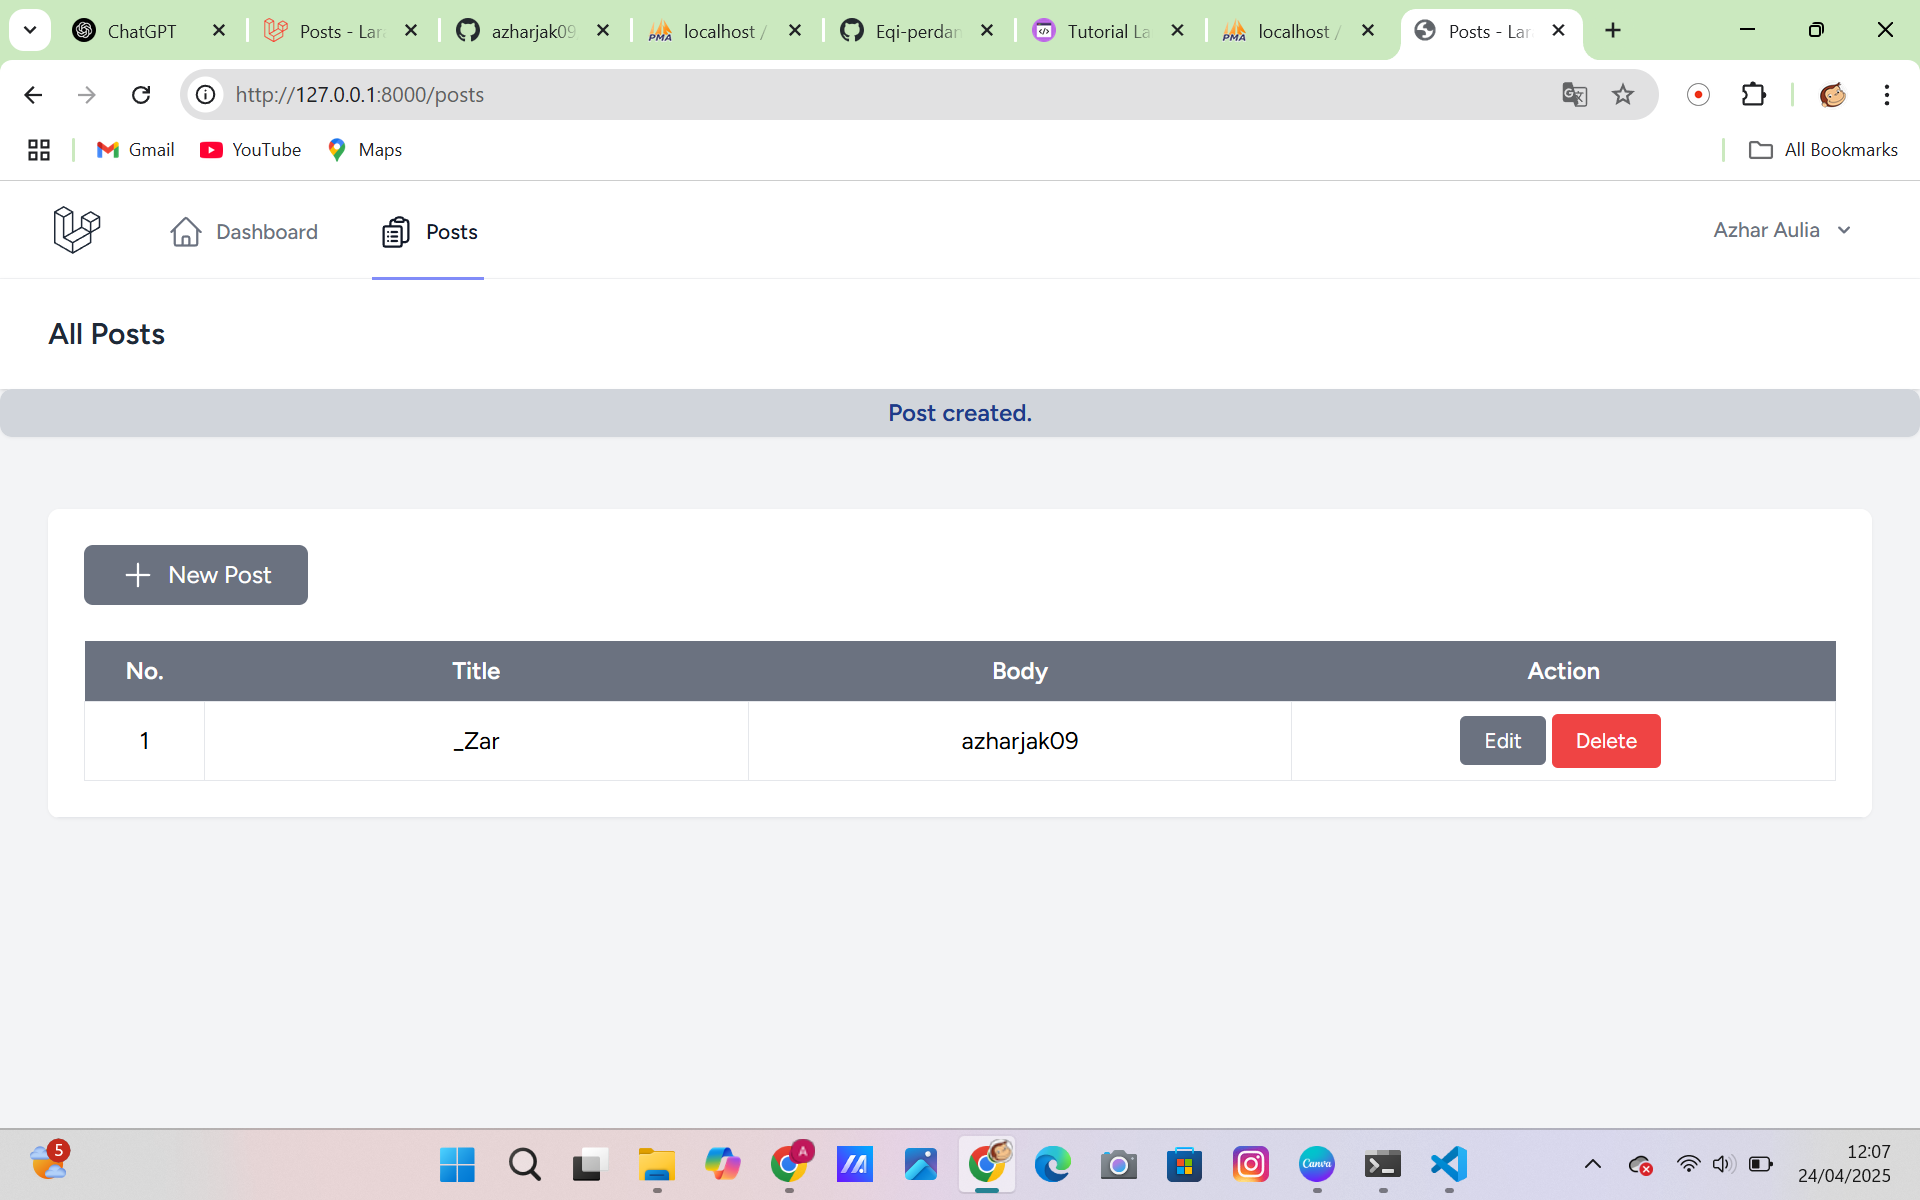 ChatGPT
Posts - Lar
azharjak09
localhost /
Eqi-perdan
Tutorial La
localhost /
Posts - Lar
http://127.0.0.1:8000/posts
Gmail
YouTube
Maps
All Bookmarks
Dashboard
Posts
Azhar Aulia
All Posts
Post created.
New Post
No. Title Body Action
1 _Zar azharjak09 Edit Delete
5
A
Canva
12:07
24/04/2025